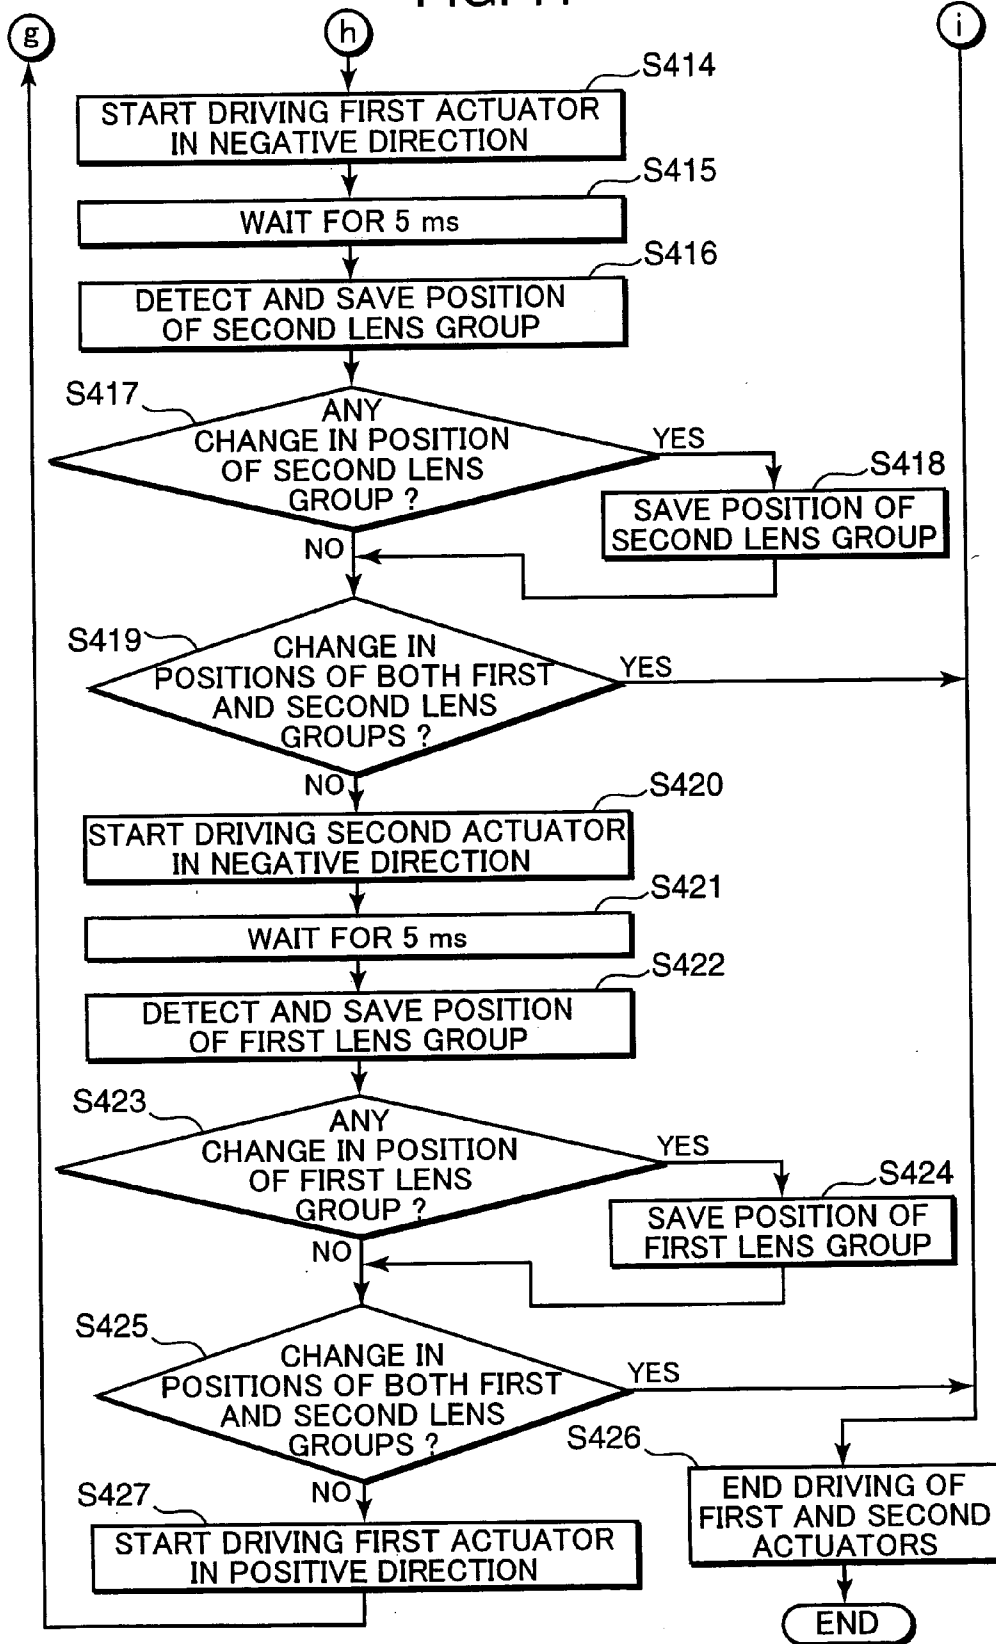 g
h
i
S414
START DRIVING FIRST ACTUATOR
IN NEGATIVE DIRECTION
S415
WAIT FOR 5 ms
S416
DETECT AND SAVE POSITION
OF SECOND LENS GROUP
S417
ANY
CHANGE IN POSITION
OF SECOND LENS
GROUP ?
YES
S418
SAVE POSITION OF
SECOND LENS GROUP
NO
S419
CHANGE IN
POSITIONS OF BOTH FIRST
AND SECOND LENS
GROUPS ?
YES
NO
S420
START DRIVING SECOND ACTUATOR
IN NEGATIVE DIRECTION
S421
WAIT FOR 5 ms
S422
DETECT AND SAVE POSITION
OF FIRST LENS GROUP
S423
ANY
CHANGE IN POSITION
OF FIRST LENS
GROUP ?
YES
S424
SAVE POSITION OF
FIRST LENS GROUP
NO
S425
CHANGE IN
POSITIONS OF BOTH FIRST
AND SECOND LENS
GROUPS ?
YES
S426
END DRIVING OF
FIRST AND SECOND
ACTUATORS
NO
S427
START DRIVING FIRST ACTUATOR
IN POSITIVE DIRECTION
END